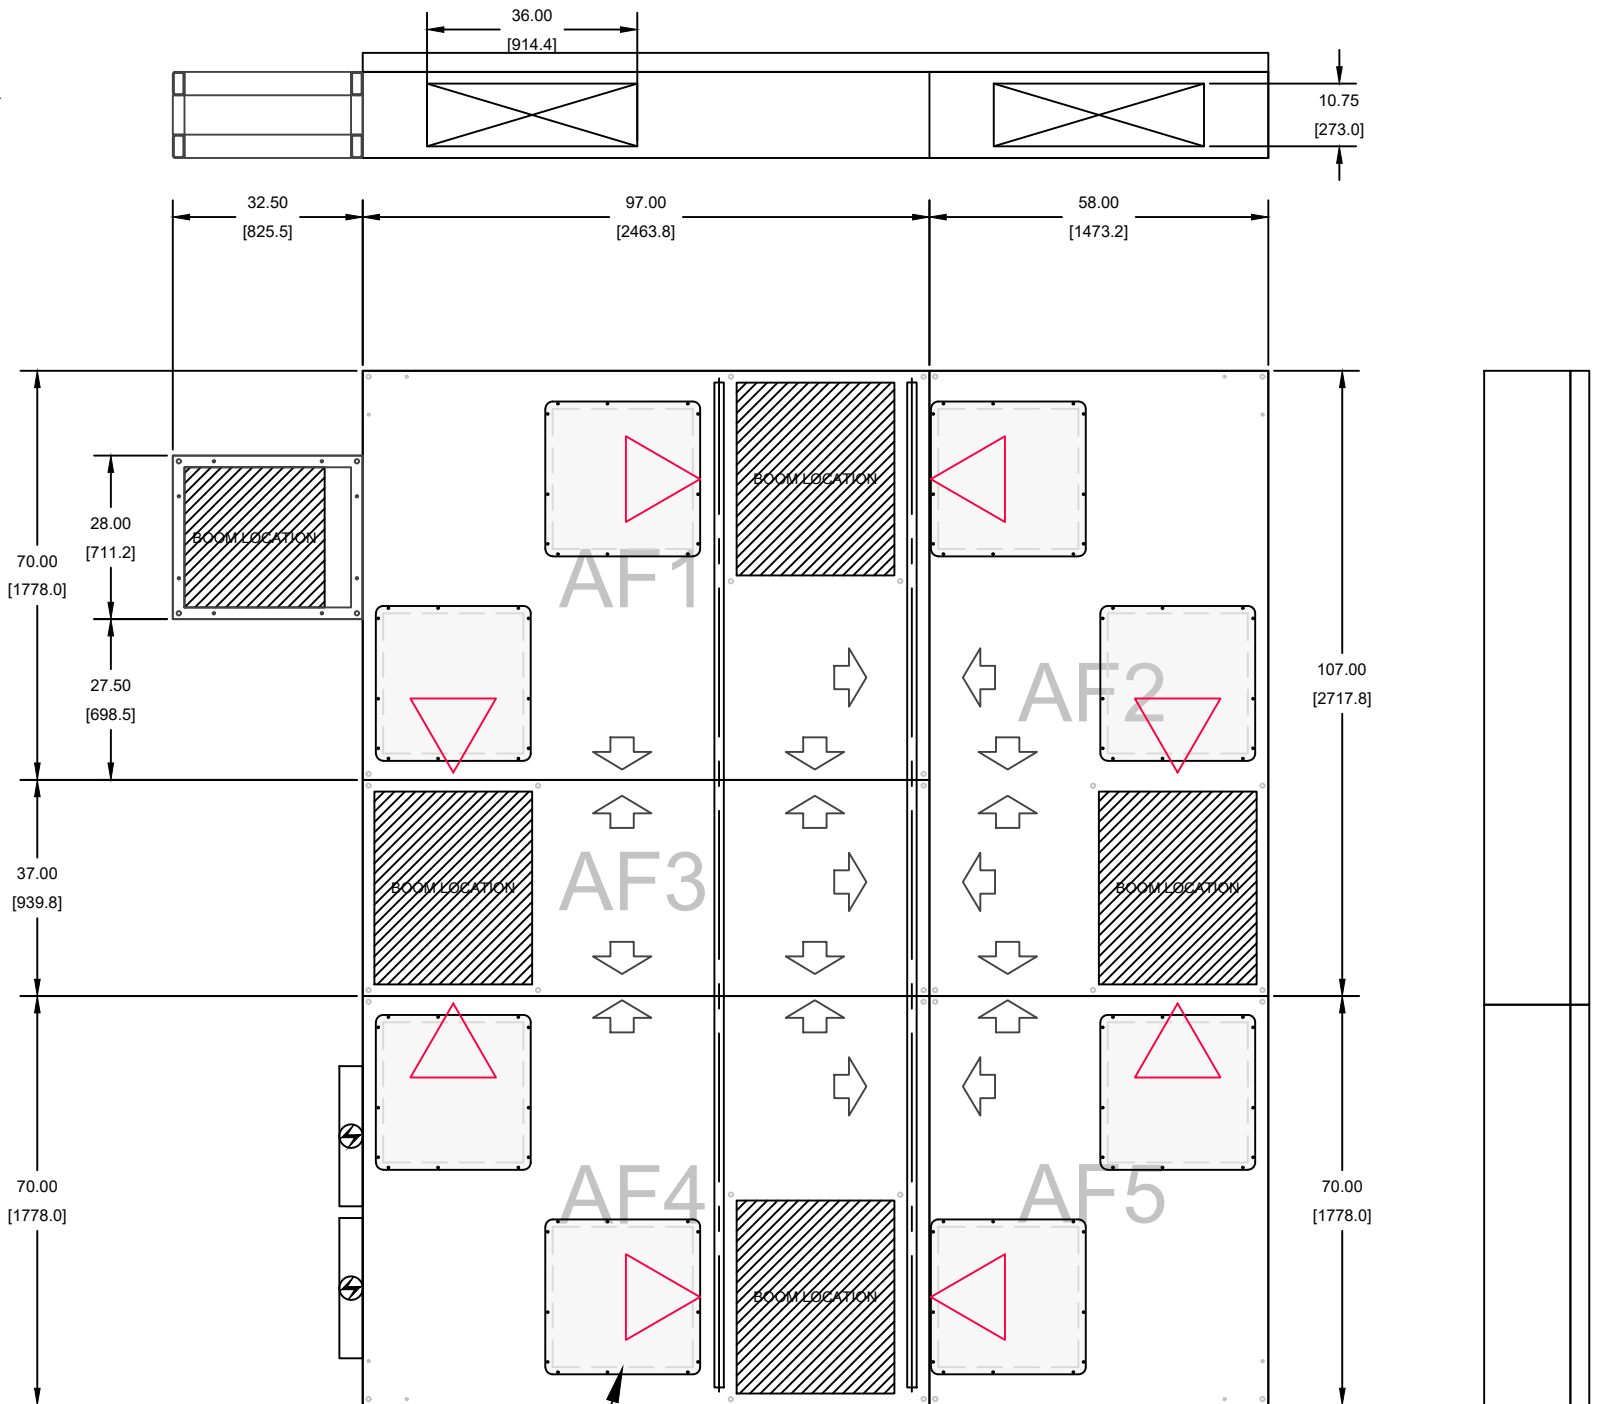 36.00
[914.4]
10.75
[273.0]
32.50
[825.5]
97.00
[2463.8]
58.00
[1473.2]
BOOM LOCATION
28.00
[711.2]
BOOM LOCATION
70.00
[1778.0]
AF1
27.50
[698.5]
AF2
107.00
[2717.8]
37.00
[939.8]
BOOM LOCATION
AF3
BOOM LOCATION
70.00
[1778.0]
AF4
AF5
70.00
[1778.0]
BOOM LOCATION